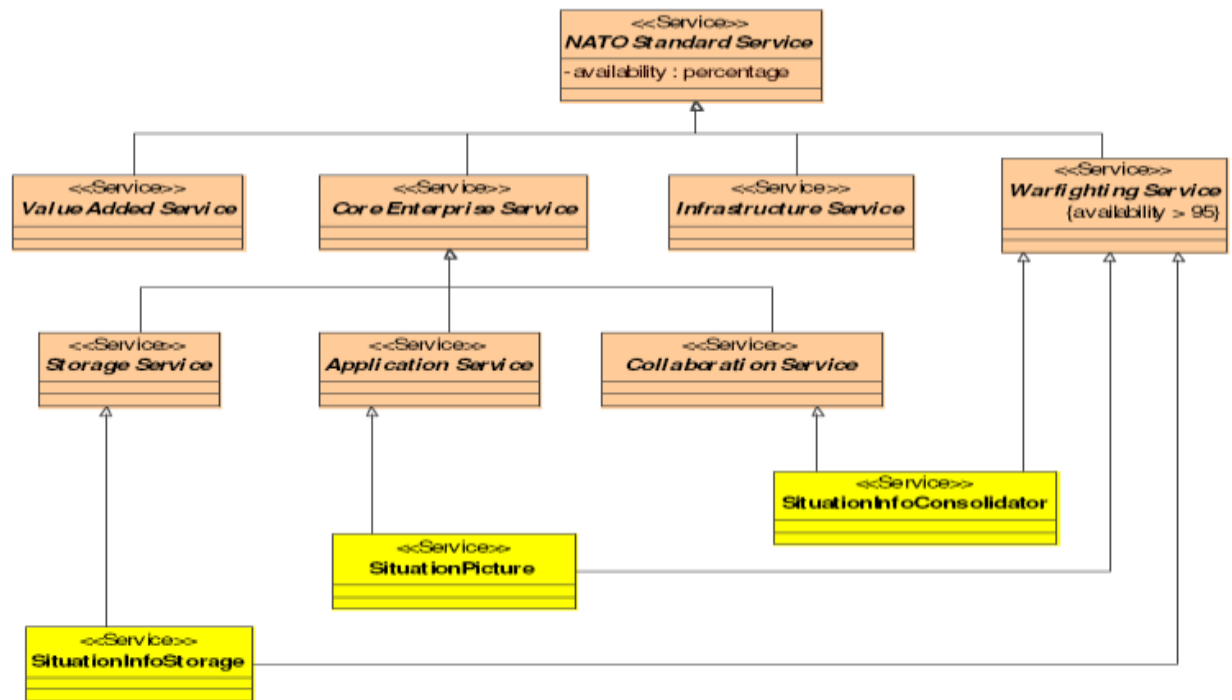 <<Service>>
NATO Standard Service
- availability : percentage
<<Service>>
Value Added Service
<<Service>>
Core Enterprise Service
<<Service>>
Infrastructure Service
<<Service>>
Warfighting Service
{availability > 95}
<<Service>>
Storage Service
<<Service>>
Application Service
<<Service>>
Collaboration Service
<<Service>>
SituationInfoConsolidator
<<Service>>
SituationPicture
<<Service>>
SituationInfoStorage